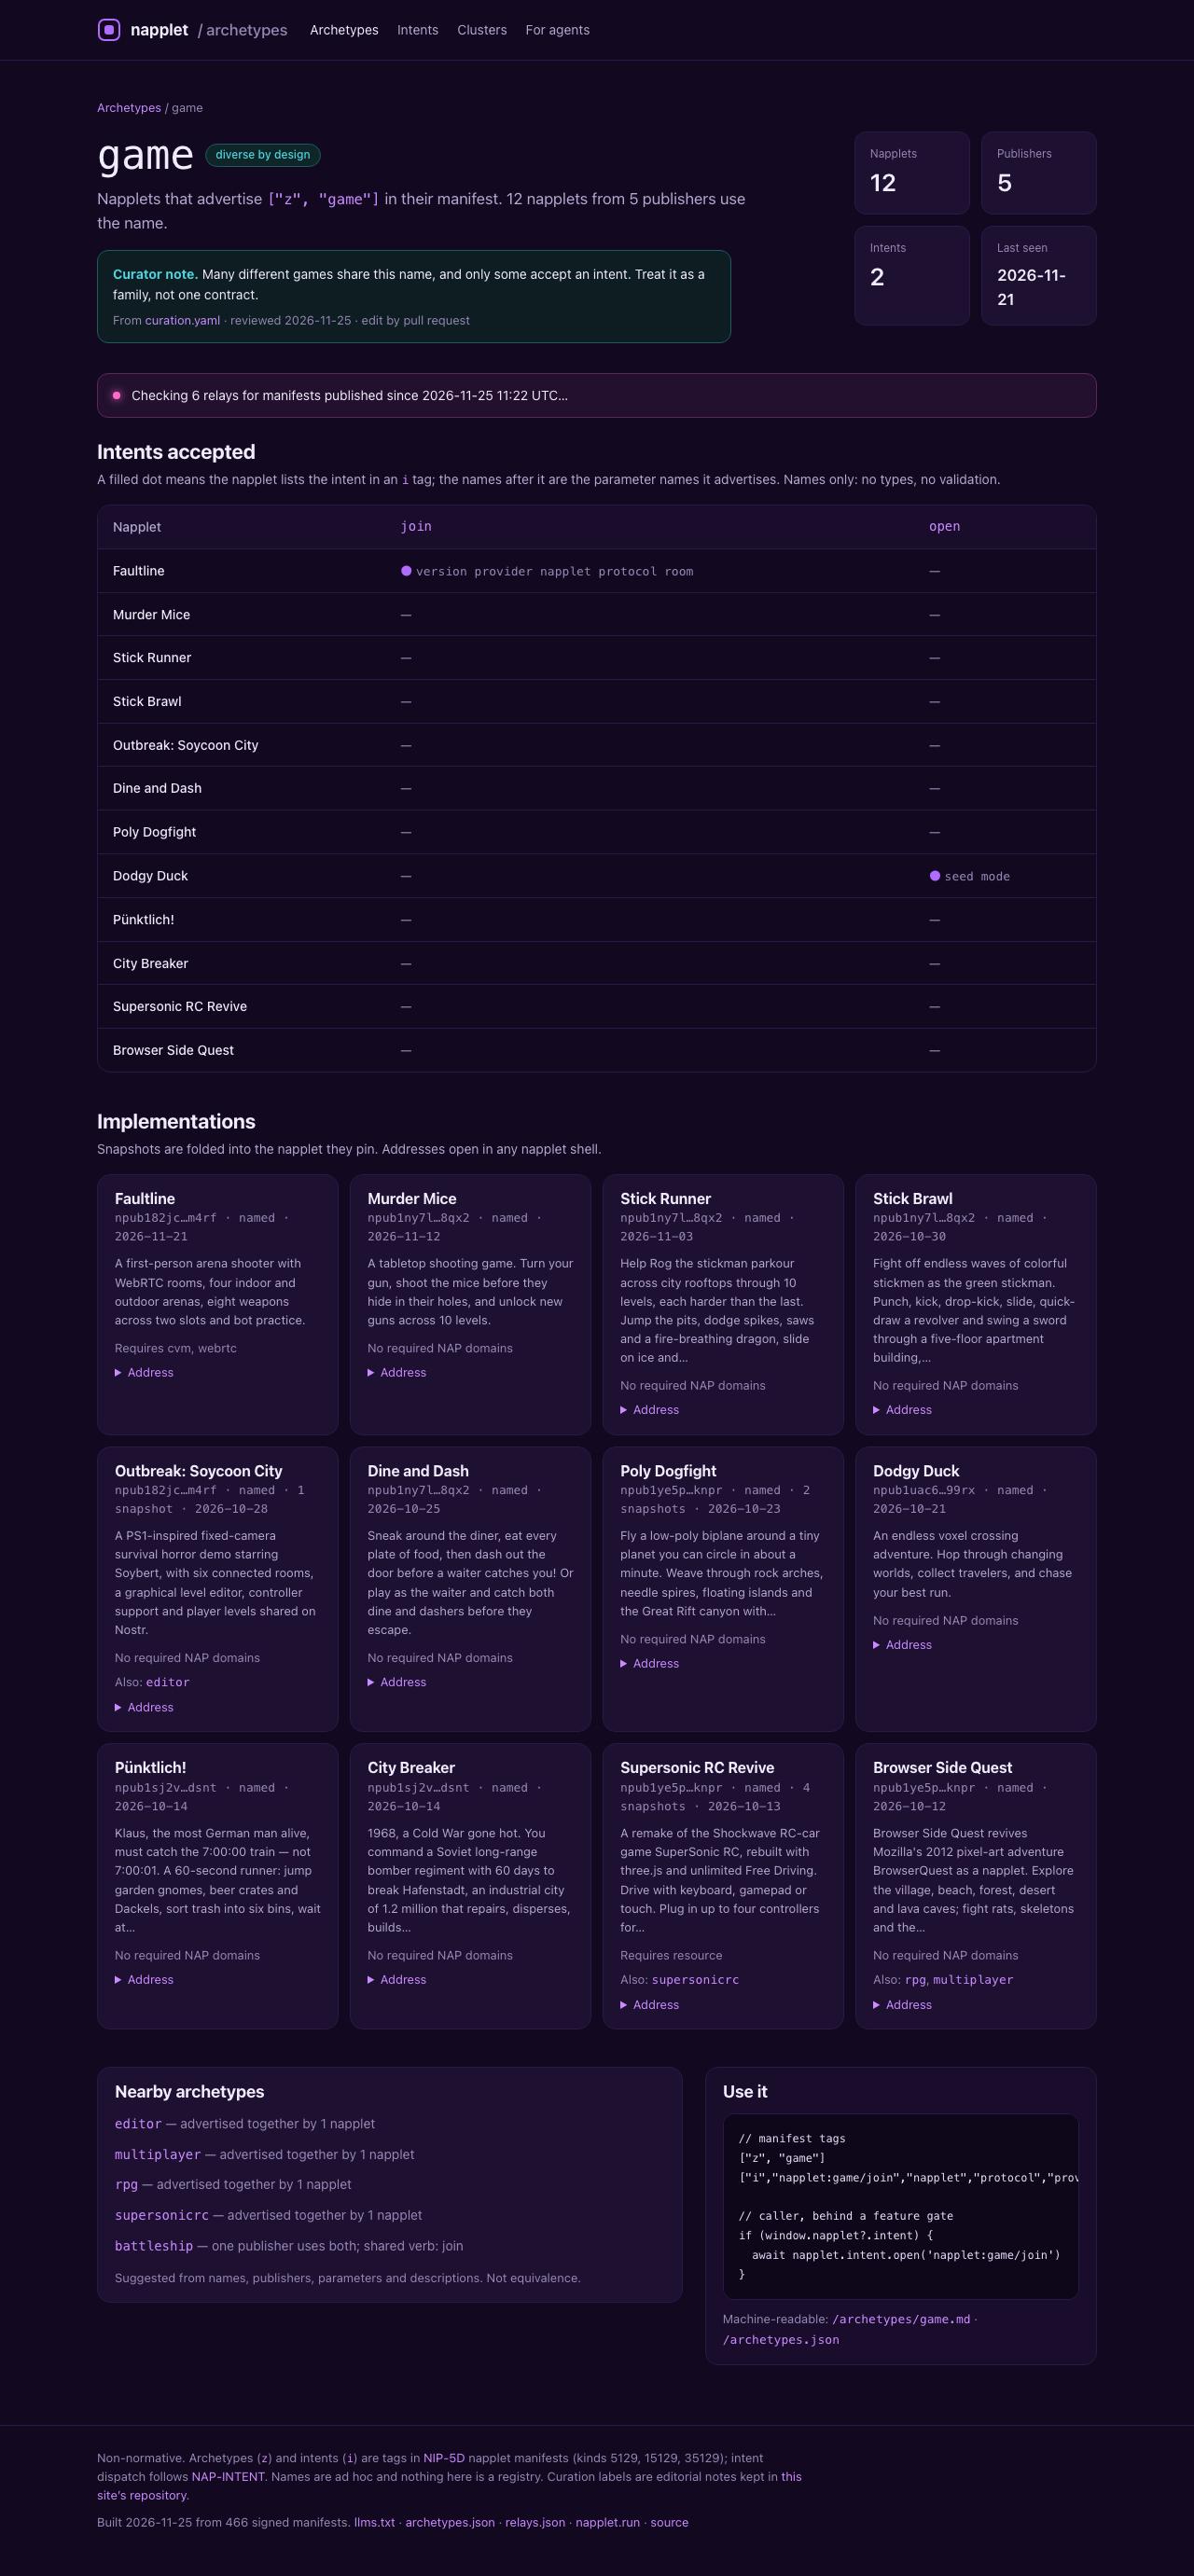 napplet / archetypes Archetypes Intents Clusters For agents
Archetypes / game
game diverse by design
Napplets that advertise ["z", "game"] in their manifest. 12 napplets from 5 publishers use
the name.
Curator note. Many different games share this name, and only some accept an intent. Treat it as a
family, not one contract.
From curation.yaml · reviewed 2026-11-25 · edit by pull request
Napplets
12
Publishers
5
Intents
2
Last seen
2026-11-
21
Checking 6 relays for manifests published since 2026-11-25 11:22 UTC…
Intents accepted
A filled dot means the napplet lists the intent in an i tag; the names after it are the parameter names it advertises. Names only: no types, no validation.
Napplet join open
Faultline version provider napplet protocol room —
Murder Mice — —
Stick Runner — —
Stick Brawl — —
Outbreak: Soycoon City — —
Dine and Dash — —
Poly Dogfight — —
Dodgy Duck — seed mode
Pünktlich! — —
City Breaker — —
Supersonic RC Revive — —
Browser Side Quest — —
Implementations
Snapshots are folded into the napplet they pin. Addresses open in any napplet shell.
Faultline
npub182jc…m4rf · named ·
2026-11-21
A first-person arena shooter with
WebRTC rooms, four indoor and
outdoor arenas, eight weapons
across two slots and bot practice.
Requires cvm, webrtc
▶ Address
Murder Mice
npub1ny7l…8qx2 · named ·
2026-11-12
A tabletop shooting game. Turn your
gun, shoot the mice before they
hide in their holes, and unlock new
guns across 10 levels.
No required NAP domains
▶ Address
Stick Runner
npub1ny7l…8qx2 · named ·
2026-11-03
Help Rog the stickman parkour
across city rooftops through 10
levels, each harder than the last.
Jump the pits, dodge spikes, saws
and a fire-breathing dragon, slide
on ice and…
No required NAP domains
▶ Address
Stick Brawl
npub1ny7l…8qx2 · named ·
2026-10-30
Fight off endless waves of colorful
stickmen as the green stickman.
Punch, kick, drop-kick, slide, quick-
draw a revolver and swing a sword
through a five-floor apartment
building,…
No required NAP domains
▶ Address
Outbreak: Soycoon City
npub182jc…m4rf · named · 1
snapshot · 2026-10-28
A PS1-inspired fixed-camera
survival horror demo starring
Soybert, with six connected rooms,
a graphical level editor, controller
support and player levels shared on
Nostr.
No required NAP domains
Also: editor
▶ Address
Dine and Dash
npub1ny7l…8qx2 · named ·
2026-10-25
Sneak around the diner, eat every
plate of food, then dash out the
door before a waiter catches you! Or
play as the waiter and catch both
dine and dashers before they
escape.
No required NAP domains
▶ Address
Poly Dogfight
npub1ye5p…knpr · named · 2
snapshots · 2026-10-23
Fly a low-poly biplane around a tiny
planet you can circle in about a
minute. Weave through rock arches,
needle spires, floating islands and
the Great Rift canyon with…
No required NAP domains
▶ Address
Dodgy Duck
npub1uac6…99rx · named ·
2026-10-21
An endless voxel crossing
adventure. Hop through changing
worlds, collect travelers, and chase
your best run.
No required NAP domains
▶ Address
Pünktlich!
npub1sj2v…dsnt · named ·
2026-10-14
Klaus, the most German man alive,
must catch the 7:00:00 train — not
7:00:01. A 60-second runner: jump
garden gnomes, beer crates and
Dackels, sort trash into six bins, wait
at…
No required NAP domains
▶ Address
City Breaker
npub1sj2v…dsnt · named ·
2026-10-14
1968, a Cold War gone hot. You
command a Soviet long-range
bomber regiment with 60 days to
break Hafenstadt, an industrial city
of 1.2 million that repairs, disperses,
builds…
No required NAP domains
▶ Address
Supersonic RC Revive
npub1ye5p…knpr · named · 4
snapshots · 2026-10-13
A remake of the Shockwave RC-car
game SuperSonic RC, rebuilt with
three.js and unlimited Free Driving.
Drive with keyboard, gamepad or
touch. Plug in up to four controllers
for…
Requires resource
Also: supersonicrc
▶ Address
Browser Side Quest
npub1ye5p…knpr · named ·
2026-10-12
Browser Side Quest revives
Mozilla's 2012 pixel-art adventure
BrowserQuest as a napplet. Explore
the village, beach, forest, desert
and lava caves; fight rats, skeletons
and the…
No required NAP domains
Also: rpg, multiplayer
▶ Address
Nearby archetypes
editor — advertised together by 1 napplet
multiplayer — advertised together by 1 napplet
rpg — advertised together by 1 napplet
supersonicrc — advertised together by 1 napplet
battleship — one publisher uses both; shared verb: join
Suggested from names, publishers, parameters and descriptions. Not equivalence.
Use it
// manifest tags
["z", "game"]
["i","napplet:game/join","napplet","protocol","prov
// caller, behind a feature gate
if (window.napplet?.intent) {
await napplet.intent.open('napplet:game/join')
}
Machine-readable: /archetypes/game.md ·
/archetypes.json
Non-normative. Archetypes (z) and intents (i) are tags in NIP-5D napplet manifests (kinds 5129, 15129, 35129); intent
dispatch follows NAP-INTENT. Names are ad hoc and nothing here is a registry. Curation labels are editorial notes kept in this
site's repository.
Built 2026-11-25 from 466 signed manifests. llms.txt · archetypes.json · relays.json · napplet.run · source